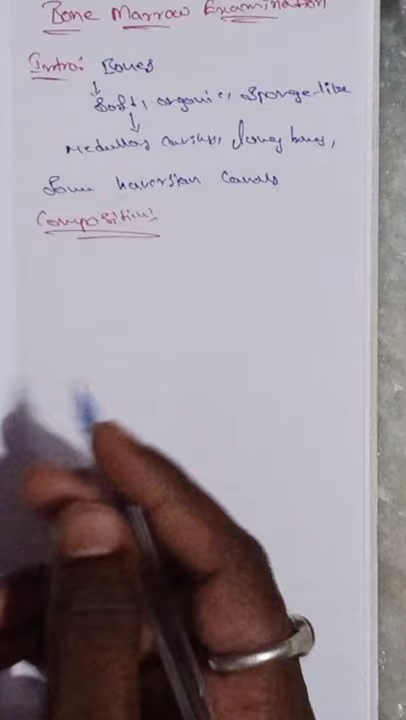 Bone Marrow Examination
Intro: Bones
↓
Soft, organic, Sponge-like
↓
Medullary cavities, long bones,
Some haversian Canals
Composition: